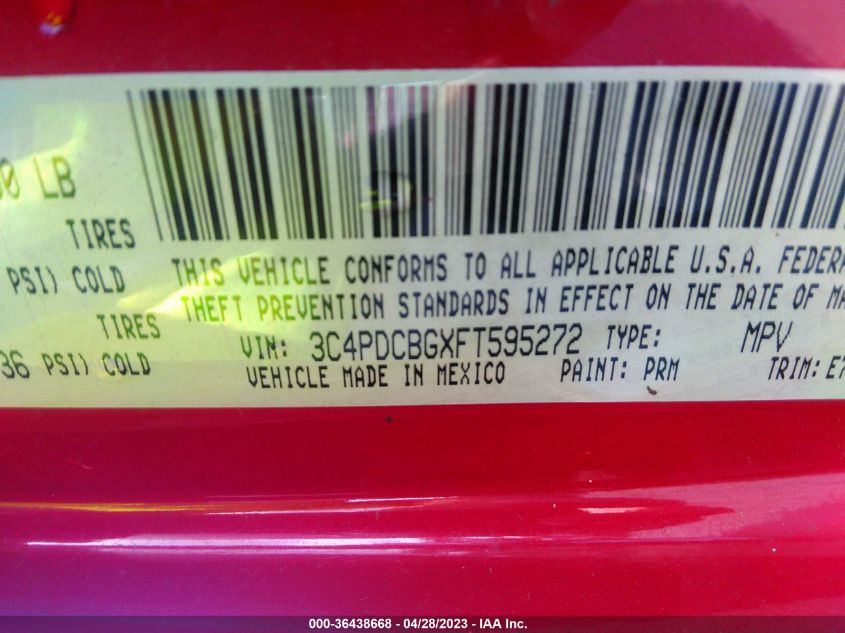 30 LB
TIRES
PSI) COLD
THIS VEHICLE CONFORMS TO ALL APPLICABLE U.S.A. FEDERA
THEFT PREVENTION STANDARDS IN EFFECT ON THE DATE OF MA
TIRES
VIN: 3C4PDCBGXFT595272 TYPE: MPV
36 PSI) COLD
VEHICLE MADE IN MEXICO PAINT: PRM TRIM: E7
000-36438668 - 04/28/2023 - IAA Inc.